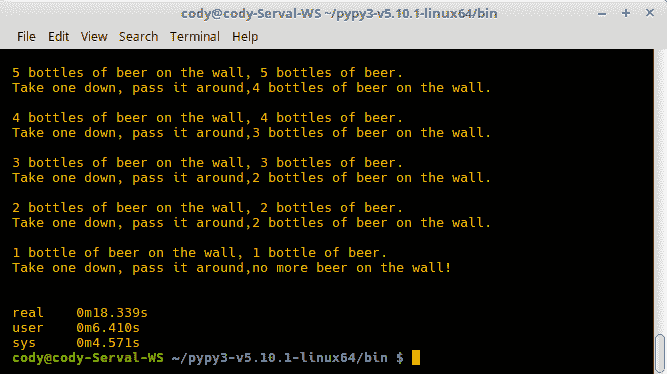 cody@cody-Serval-WS ~/pypy3-v5.10.1-linux64/bin
File Edit View Search Terminal Help
5 bottles of beer on the wall, 5 bottles of beer.
Take one down, pass it around,4 bottles of beer on the wall.
4 bottles of beer on the wall, 4 bottles of beer.
Take one down, pass it around,3 bottles of beer on the wall.
3 bottles of beer on the wall, 3 bottles of beer.
Take one down, pass it around,2 bottles of beer on the wall.
2 bottles of beer on the wall, 2 bottles of beer.
Take one down, pass it around,2 bottles of beer on the wall.
1 bottle of beer on the wall, 1 bottle of beer.
Take one down, pass it around,no more beer on the wall!
real 0m18.339s
user 0m6.410s
sys 0m4.571s
cody@cody-Serval-WS ~/pypy3-v5.10.1-linux64/bin $